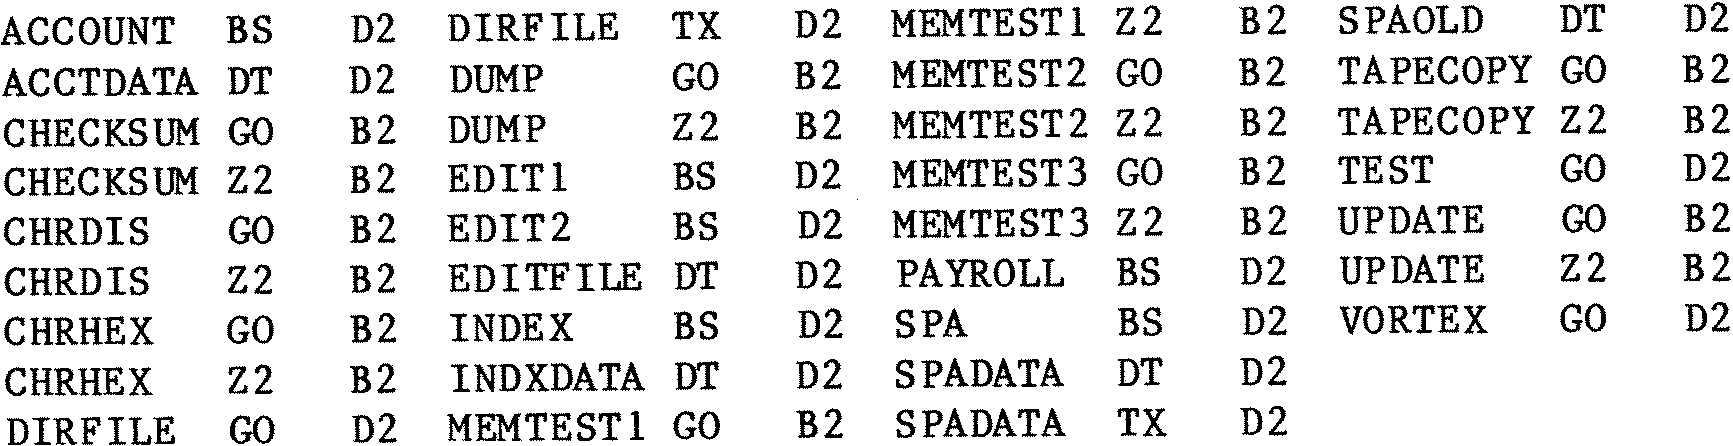 ACCOUNT BS D2 DIRFILE TX D2 MEMTEST1 Z2 B2 SPAOLD DT D2
ACCTDATA DT D2 DUMP GO B2 MEMTEST2 GO B2 TAPECOPY GO B2
CHECKSUM GO B2 DUMP Z2 B2 MEMTEST2 Z2 B2 TAPECOPY Z2 B2
CHECKSUM Z2 B2 EDIT1 BS D2 MEMTEST3 GO B2 TEST GO D2
CHRDIS GO B2 EDIT2 BS D2 MEMTEST3 Z2 B2 UPDATE GO B2
CHRDIS Z2 B2 EDITFILE DT D2 PAYROLL BS D2 UPDATE Z2 B2
CHRHEX GO B2 INDEX BS D2 SPA BS D2 VORTEX GO D2
CHRHEX Z2 B2 INDXDATA DT D2 SPADATA DT D2
DIRFILE GO D2 MEMTEST1 GO B2 SPADATA TX D2